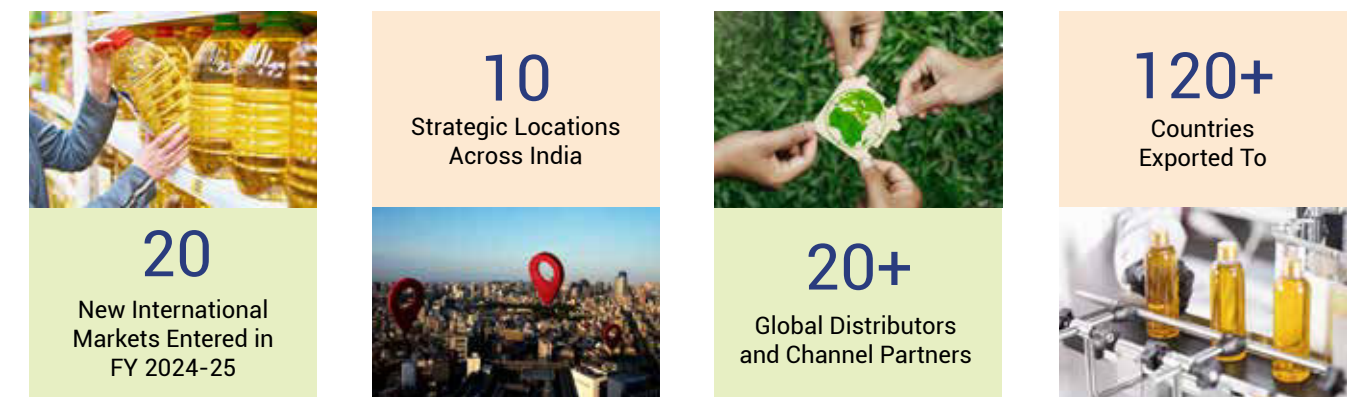 20
New International
Markets Entered in
FY 2024-25
10
Strategic Locations
Across India
20+
Global Distributors
and Channel Partners
120+
Countries
Exported To